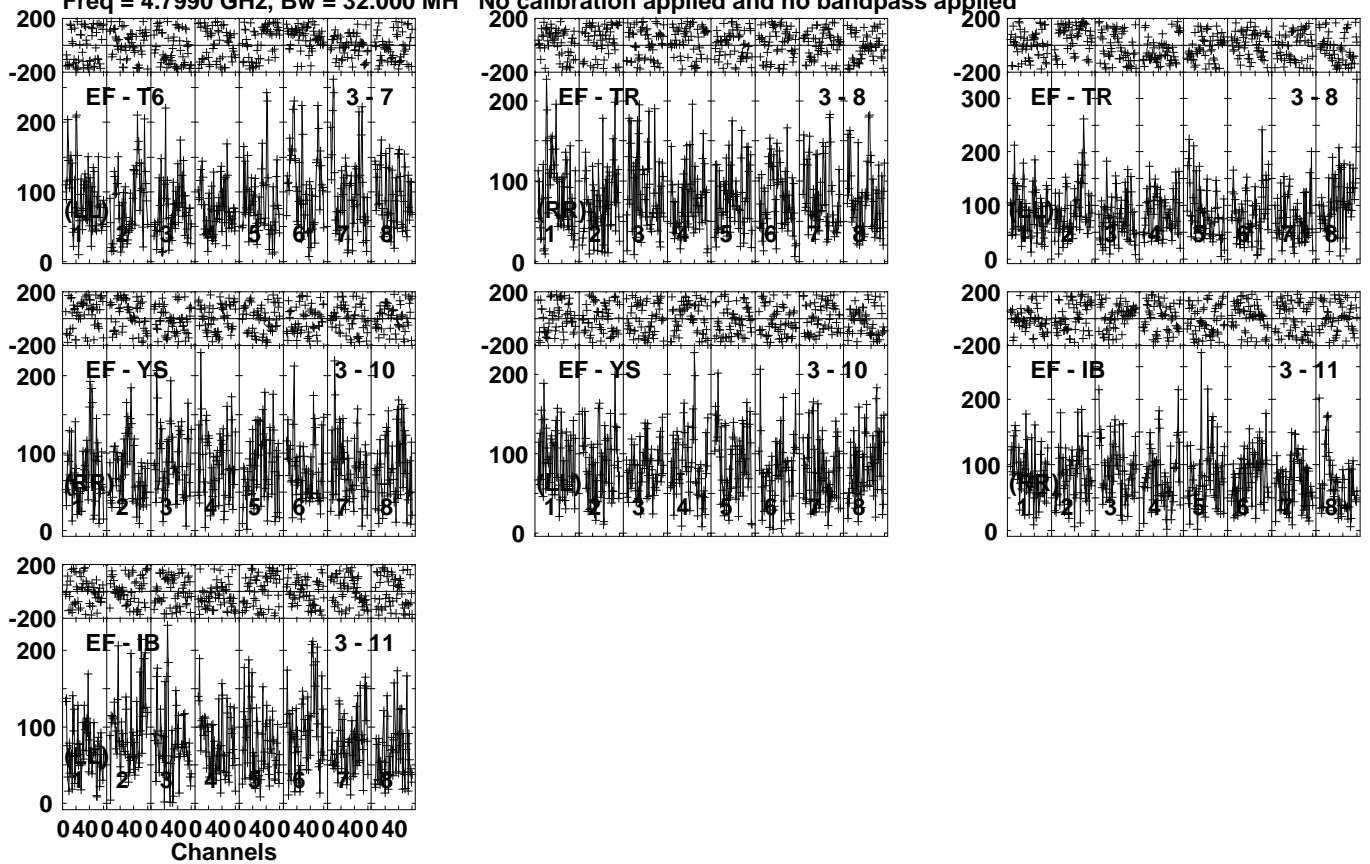 Freq = 4.7990 GHz, Bw = 32.000 MH No calibration applied and no bandpass applied
200
-200
EF - T6 3 - 7
200
100
0
(LL)
1 2 3 4 5 6 7 8
200
-200
EF - TR 3 - 8
200
100
0
(RR)
1 2 3 4 5 6 7 8
200
-200
EF - TR 3 - 8
300
200
100
0
(LL)
1 2 3 4 5 6 7 8
200
-200
EF - YS 3 - 10
200
100
0
(RR)
1 2 3 4 5 6 7 8
200
-200
EF - YS 3 - 10
200
100
0
(LL)
1 2 3 4 5 6 7 8
200
-200
EF - IB 3 - 11
200
100
0
(RR)
1 2 3 4 5 6 7 8
200
-200
EF - IB 3 - 11
200
100
0
(LL)
1 2 3 4 5 6 7 8
0 40 0 40 0 40 0 40 0 40 0 40 0 40 0 40
Channels